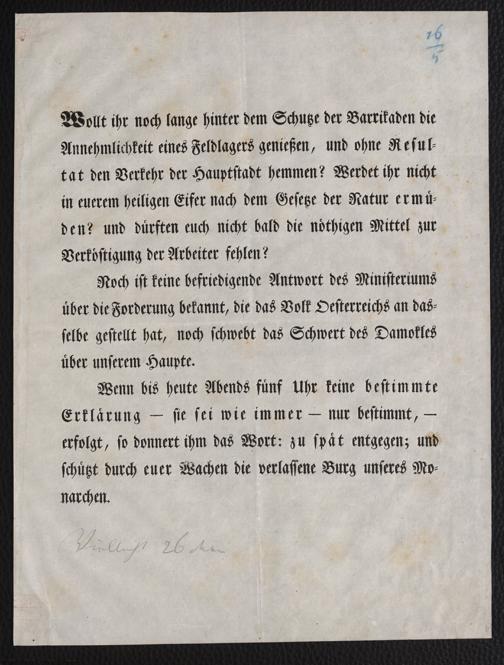 26
5
Wollt ihr noch lange hinter dem Schutze der Barrikaden die
Annehmlichkeit eines Feldlagers genießen, und ohne Resul-
tat den Verkehr der Hauptstadt hemmen? Werdet ihr nicht
in euerem heiligen Eifer nach dem Gesetze der Natur ermü-
den? und dürften euch nicht bald die nöthigen Mittel zur
Verköstigung der Arbeiter fehlen?
Noch ist keine befriedigende Antwort des Ministeriums
über die Forderung bekannt, die das Volk Oesterreichs an das-
selbe gestellt hat, noch schwebt das Schwert des Damokles
über unserem Haupte.
Wenn bis heute Abends fünf Uhr keine bestimmte
Erklärung — sie sei wie immer — nur bestimmt, —
erfolgt, so donnert ihm das Wort: zu spät entgegen; und
schützt durch euer Wachen die verlassene Burg unseres Mo-
narchen.
26